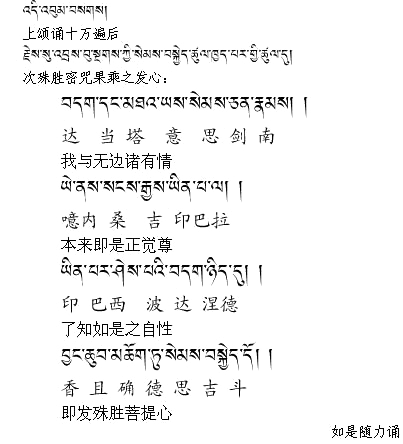 འདི་འབུམ་བསགས།
上颂诵十万遍后
རྗེས་སུ་འབྲས་བུ་སྔགས་ཀྱི་སེམས་བསྐྱེད་ཚུལ་ཁྱད་པར་གྱི་ཚུལ་དུ།
次殊胜密咒果乘之发心：
བདག་དང་མཐའ་ཡས་སེམས་ཅན་རྣམས། །
达 当 塔 意 思 剑 南
我与无边诸有情
ཡེ་ནས་སངས་རྒྱས་ཡིན་པ་ལ། །
噫内 桑 吉 印巴拉
本来即是正觉尊
ཡིན་པར་ཤེས་པའི་བདག་ཉིད་དུ། །
印 巴西 波 达 涅德
了知如是之自性
བྱང་ཆུབ་མཆོག་ཏུ་སེམས་བསྐྱེད་དོ། །
香 且 确 德 思 吉 斗
即发殊胜菩提心
如是随力诵